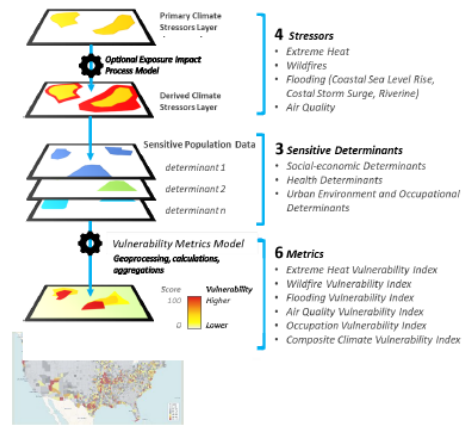 Primary Climate
Stressors Layer
Optional Exposure Impact
Process Model
Derived Climate
Stressors Layer
Sensitive Population Data
determinant 1
determinant 2
determinant n
Vulnerability Metrics Model
Geoprocessing, calculations,
aggregations
Score Vulnerability
100 Higher
0 Lower
4 Stressors
• Extreme Heat
• Wildfires
• Flooding (Coastal Sea Level Rise,
Costal Storm Surge, Riverine)
• Air Quality
3 Sensitive Determinants
• Social-economic Determinants
• Health Determinants
• Urban Environment and Occupational
Determinants
6 Metrics
• Extreme Heat Vulnerability Index
• Wildfire Vulnerability Index
• Flooding Vulnerability Index
• Air Quality Vulnerability Index
• Occupation Vulnerability Index
• Composite Climate Vulnerability Index